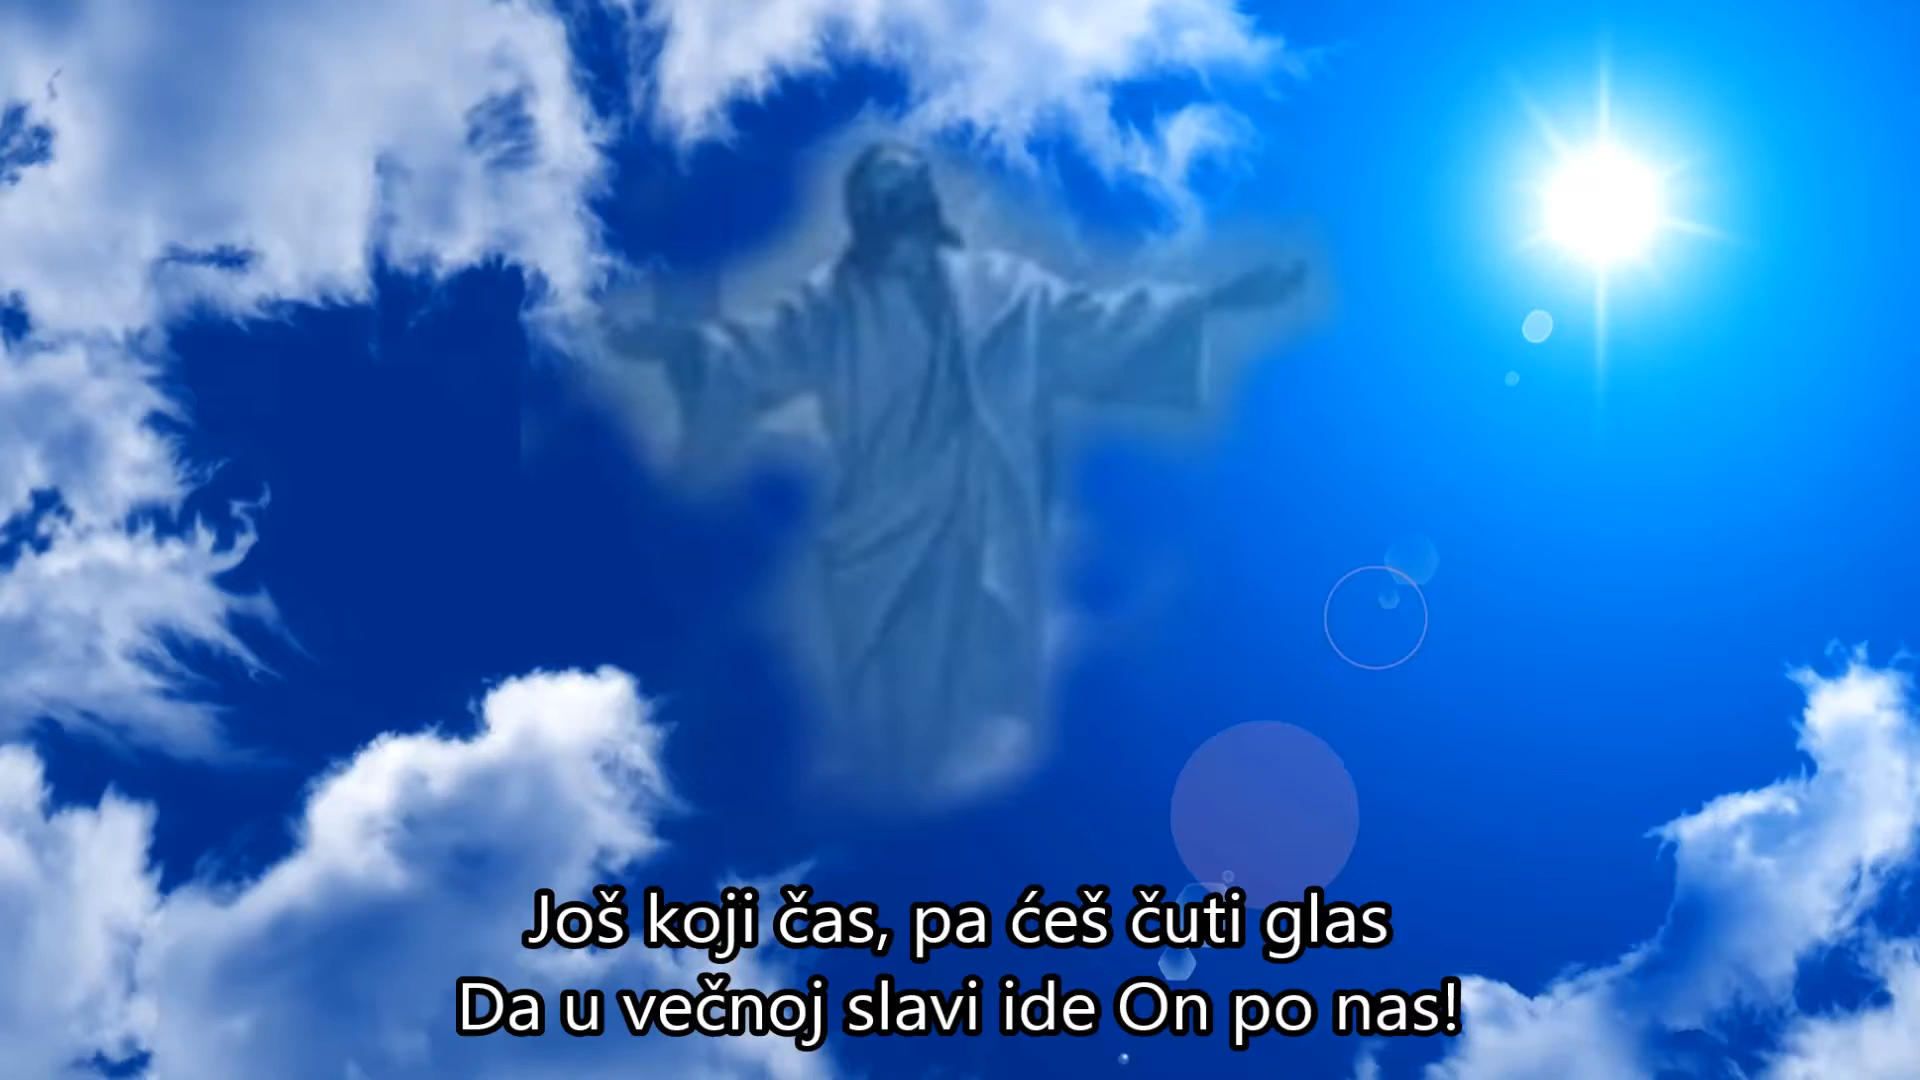 Još koji čas, pa ćeš čuti glas
Da u večnoj slavi ide On po nas!